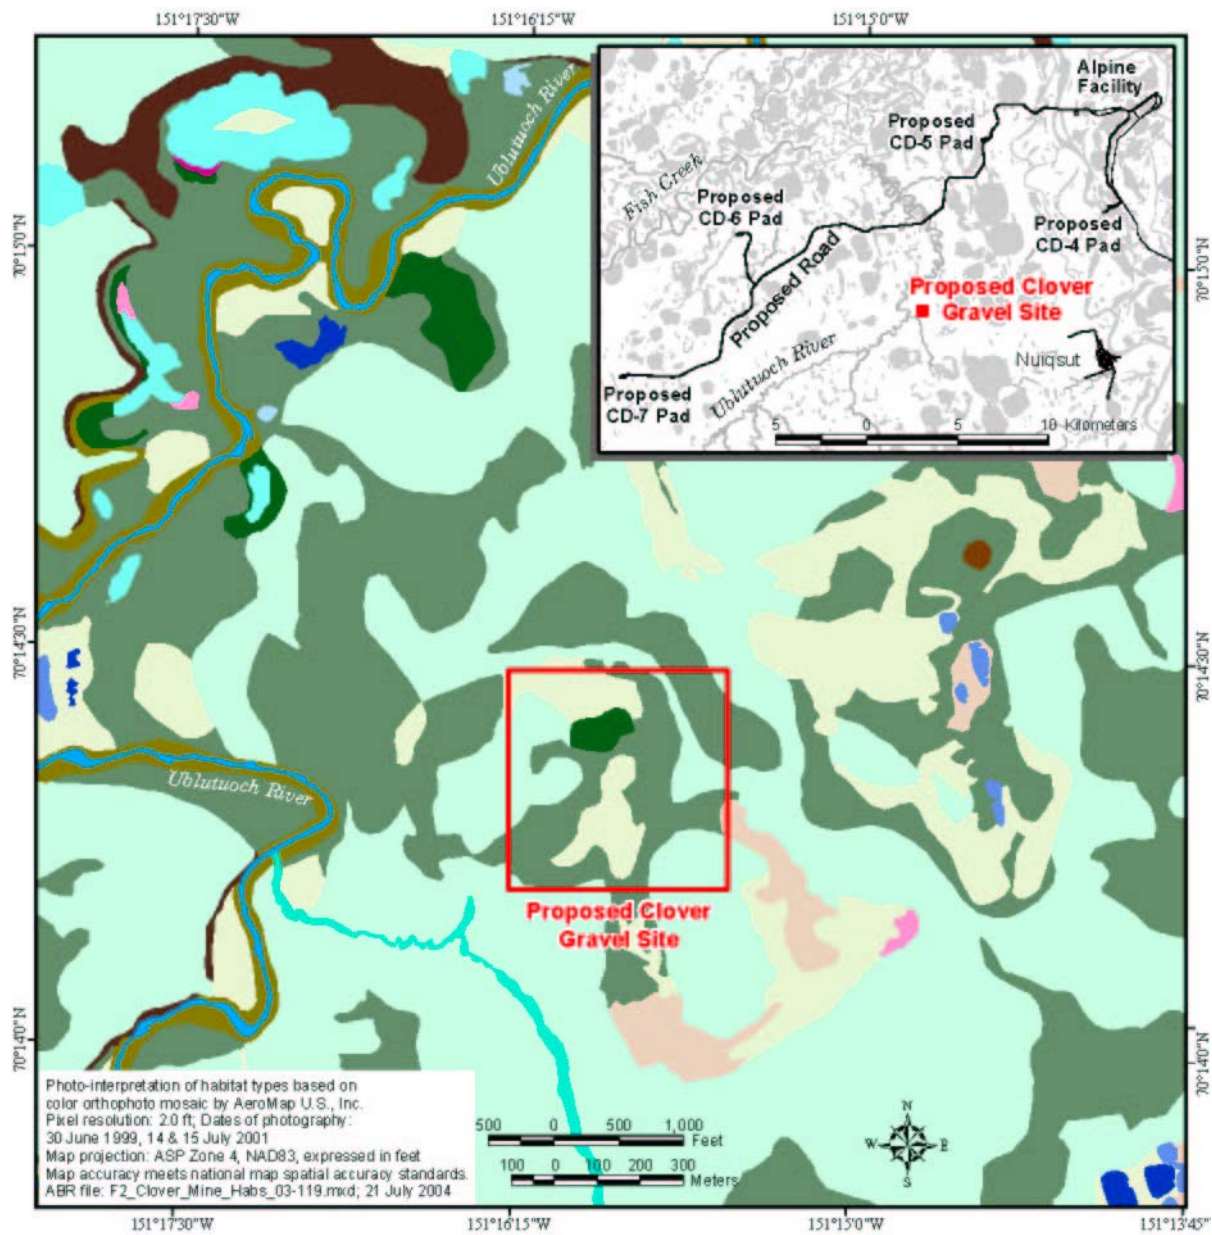 151°17'30"W
151°16'15"W
151°15'0"W
Ublutuoch River
Alpine
Facility
Proposed
CD-5 Pad
Fish Creek
Proposed
CD-6 Pad
Proposed
CD-4 Pad
Proposed Road
Proposed Clover
Gravel Site
Nuiqsut
Ublutuoch River
Proposed
CD-7 Pad
5 0 5 10 Kilometers
70°15'0"N
70°15'0"N
70°14'30"N
70°14'30"N
Ublutuoch River
Proposed Clover
Gravel Site
70°14'0"N
70°14'0"N
Photo-interpretation of habitat types based on
color orthophoto mosaic by AeroMap U.S., Inc.
Pixel resolution: 2.0 ft; Dates of photography:
30 June 1999, 14 & 15 July 2001
Map projection: ASP Zone 4, NAD83, expressed in feet
Map accuracy meets national map spatial accuracy standards.
ABR file: F2_Clover_Mine_Habs_03-119.mxd; 21 July 2004
500 0 500 1,000
Feet
100 0 100 200 300
Meters
N
W E
S
151°17'30"W
151°16'15"W
151°15'0"W
151°13'45"W